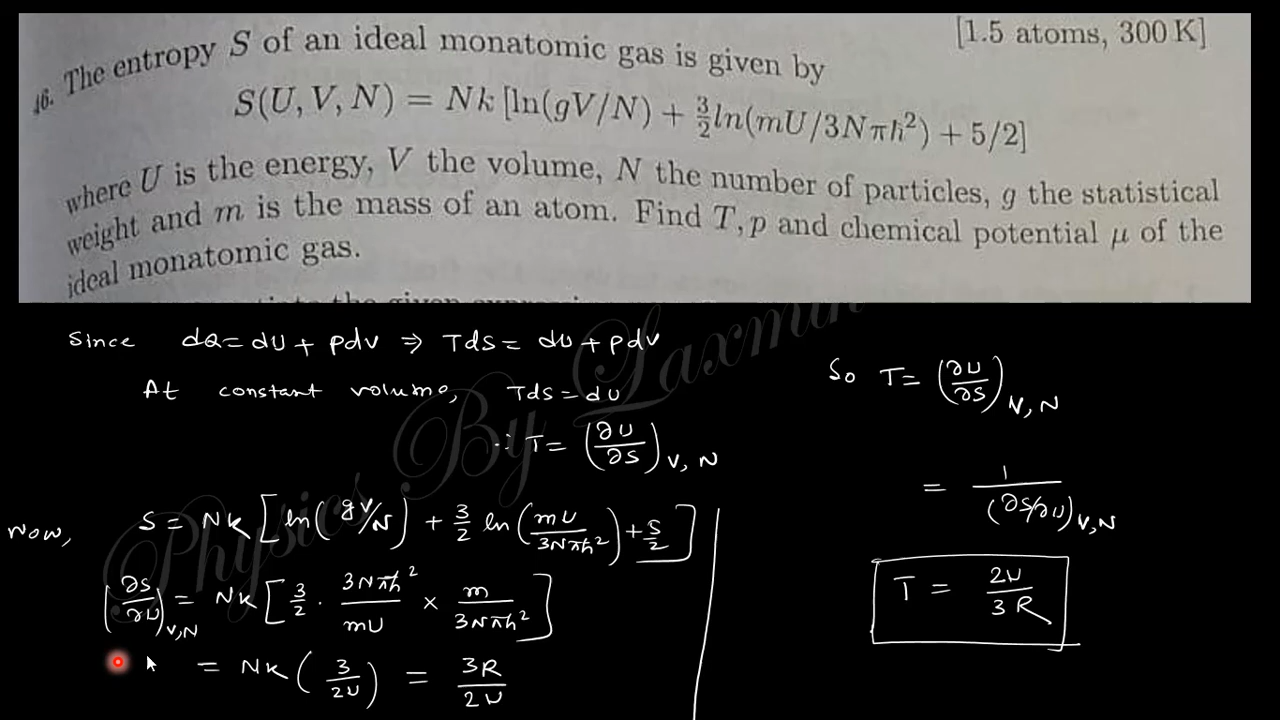 [1.5 atoms, 300 K]
46. The entropy S of an ideal monatomic gas is given by
S(U, V, N) = Nk [ln(gV/N) + 3/2 ln(mU/3Nπħ²) + 5/2]
where U is the energy, V the volume, N the number of particles, g the statistical
weight and m is the mass of an atom. Find T, p and chemical potential μ of the
ideal monatomic gas.
Since dQ = dU + pdV ⇒ Tds = dU + pdV
At constant volume, Tds = dU
∴ T = (∂U/∂S)V, N
Now, S = NK [ln(gV/N) + 3/2 ln(mU/3Nπħ²) + 5/2]
(∂S/∂U)V,N = NK [3/2 · 3Nπħ²/mU × m/3Nπħ²]
= NK (3/2U) = 3R/2U
So T = (∂U/∂S)V, N
= 1/(∂S/∂U)V,N
T = 2U/3R
Physics By Laxmin